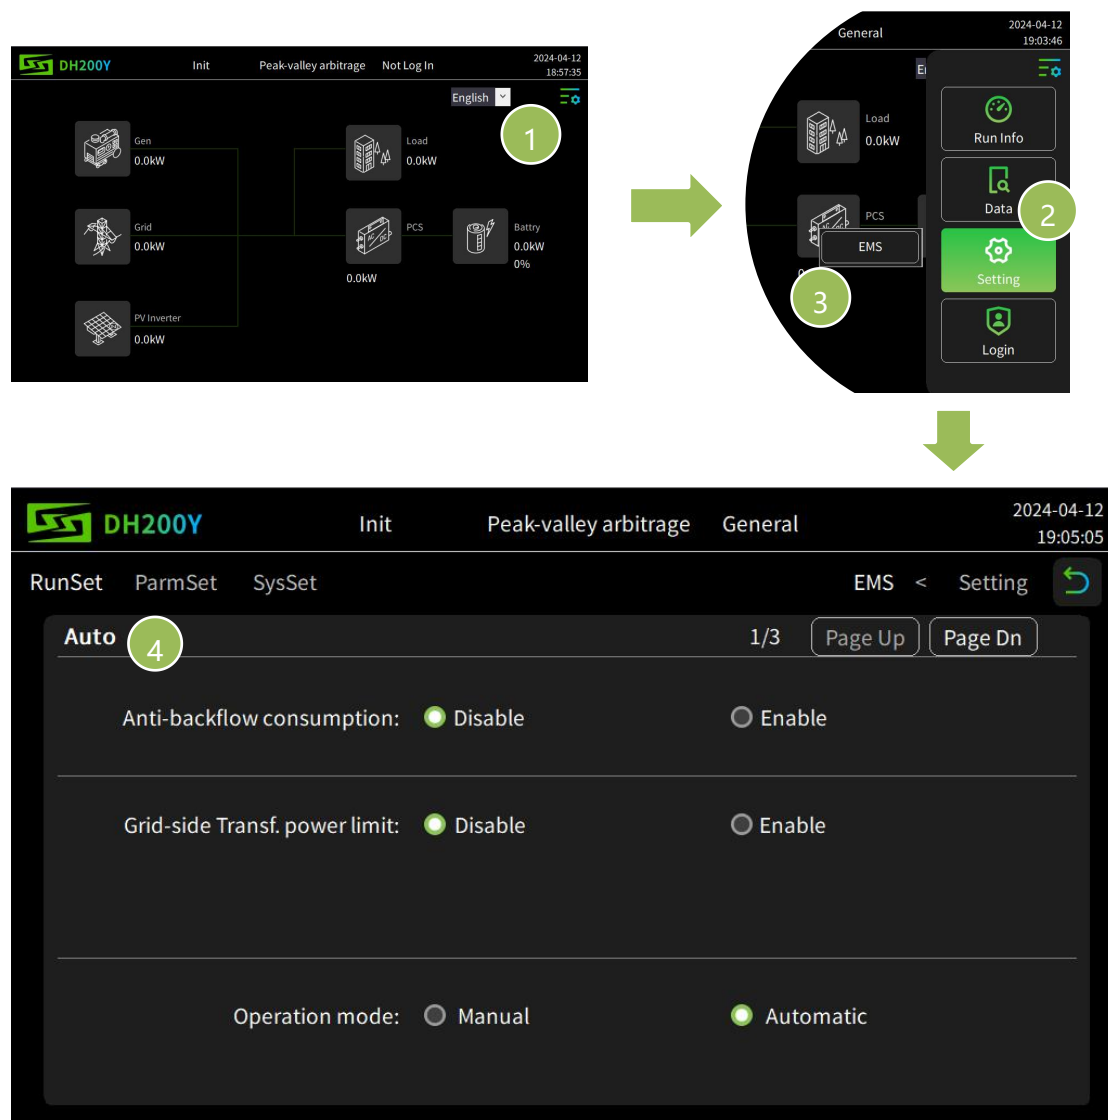 DH200Y Init Peak-valley arbitrage Not Log In 2024-04-12
18:57:35
English
1
Gen
0.0kW
Load
0.0kW
Grid
0.0kW
PCS
0.0kW
AC DC
Battry
0.0kW
0%
PV Inverter
0.0kW
General 2024-04-12
19:03:46
Load
0.0kW
PCS
EMS
3
Run Info
Data
2
Setting
Login
DH200Y Init Peak-valley arbitrage General 2024-04-12
19:05:05
RunSet ParmSet SysSet EMS < Setting
Auto 4 1/3 Page Up Page Dn
Anti-backflow consumption: Disable Enable
Grid-side Transf. power limit: Disable Enable
Operation mode: Manual Automatic